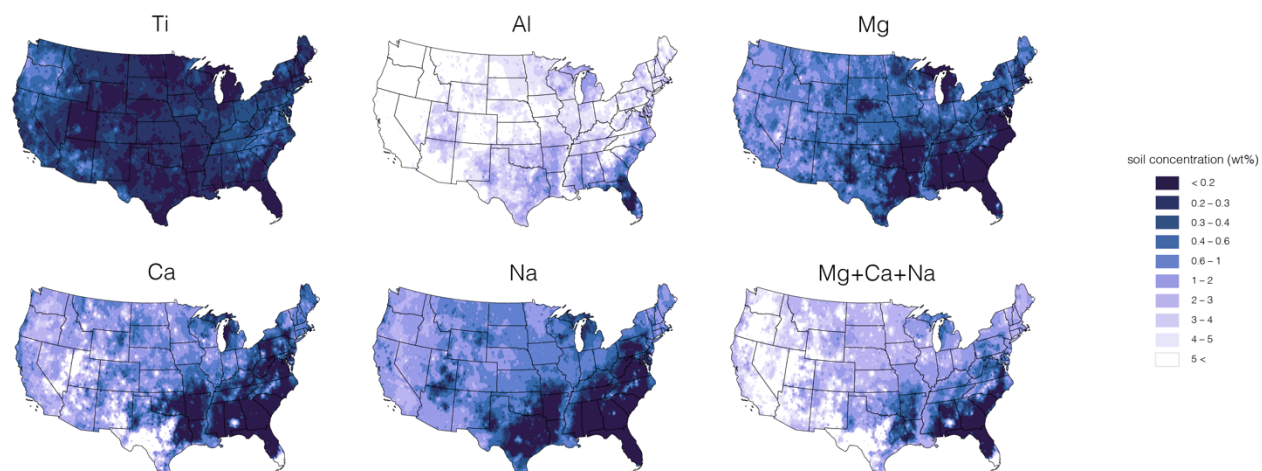 Ti
Al
Mg
Ca
Na
Mg+Ca+Na
soil concentration (wt%)
< 0.2
0.2 – 0.3
0.3 – 0.4
0.4 – 0.6
0.6 – 1
1 – 2
2 – 3
3 – 4
4 – 5
5 <